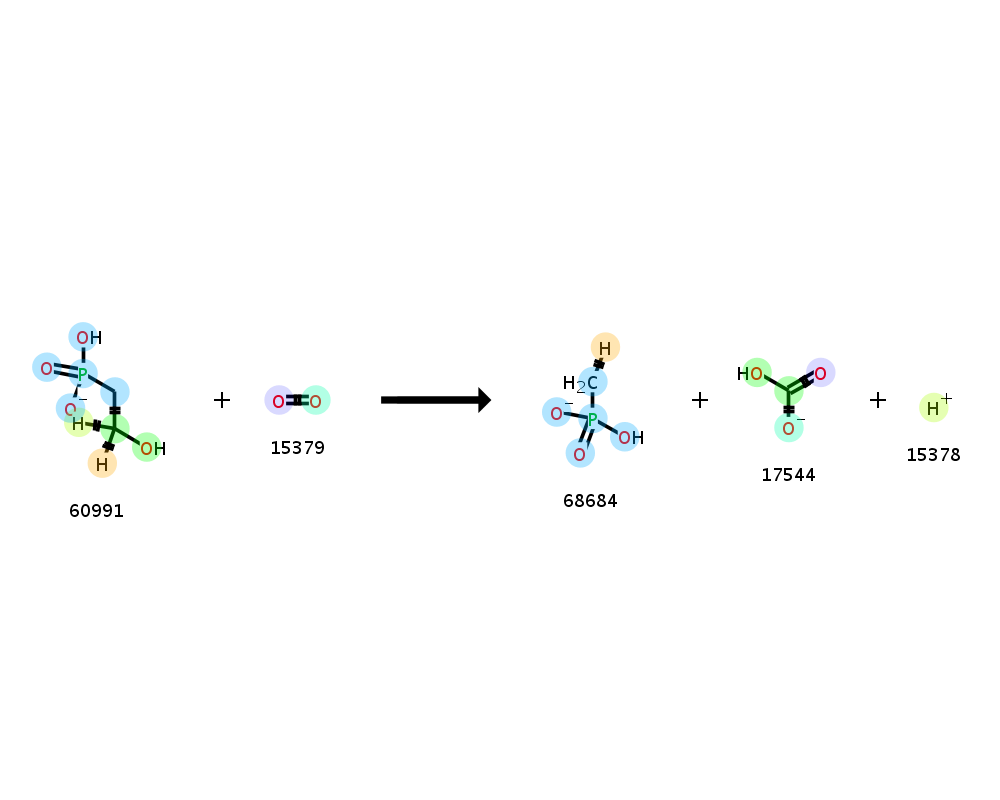 OH
O P
O⁻
H
H OH
60991
+
O O
15379
H
H₂C
O⁻ P
OH
O
68684
+
HO O
O⁻
17544
+
H⁺
15378